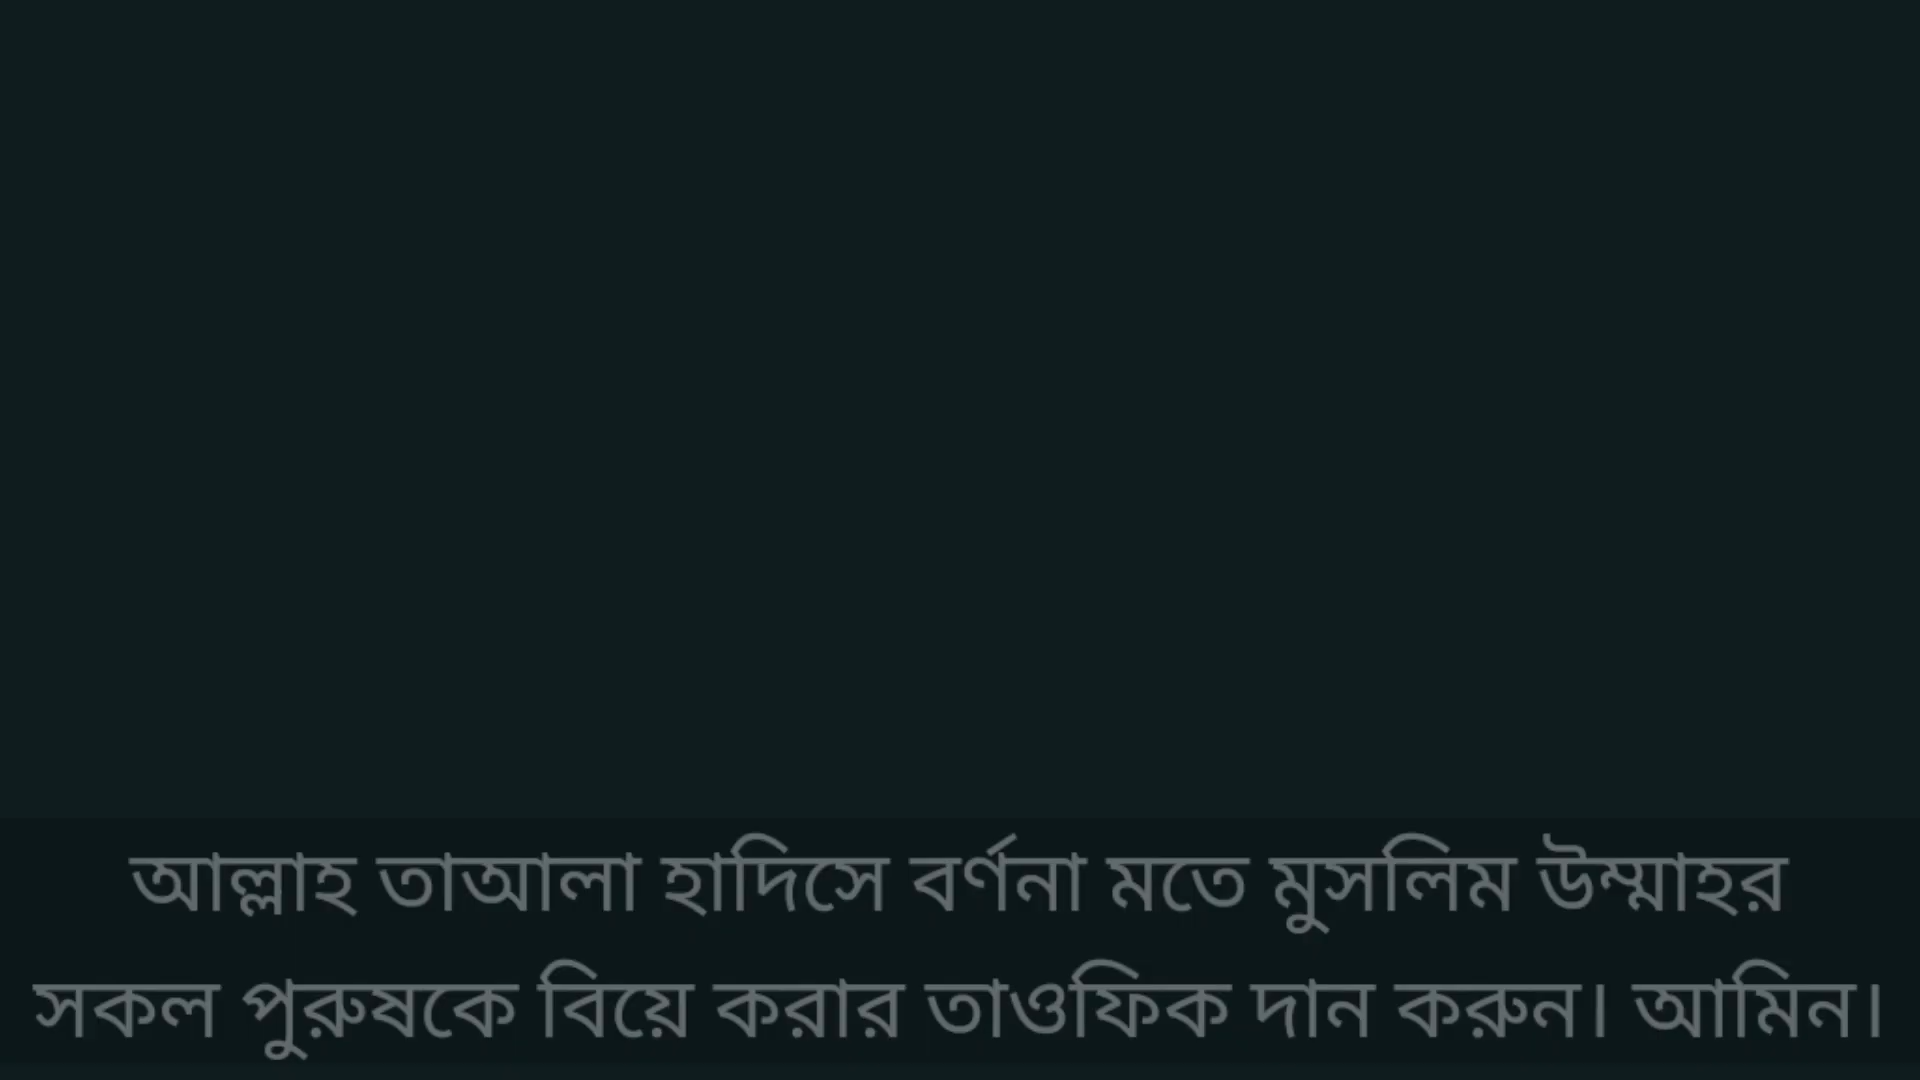 আল্লাহ তাআলা হাদিসে বর্ণনা মতে মুসলিম উম্মাহর
সকল পুরুষকে বিয়ে করার তাওফিক দান করুন। আমিন।